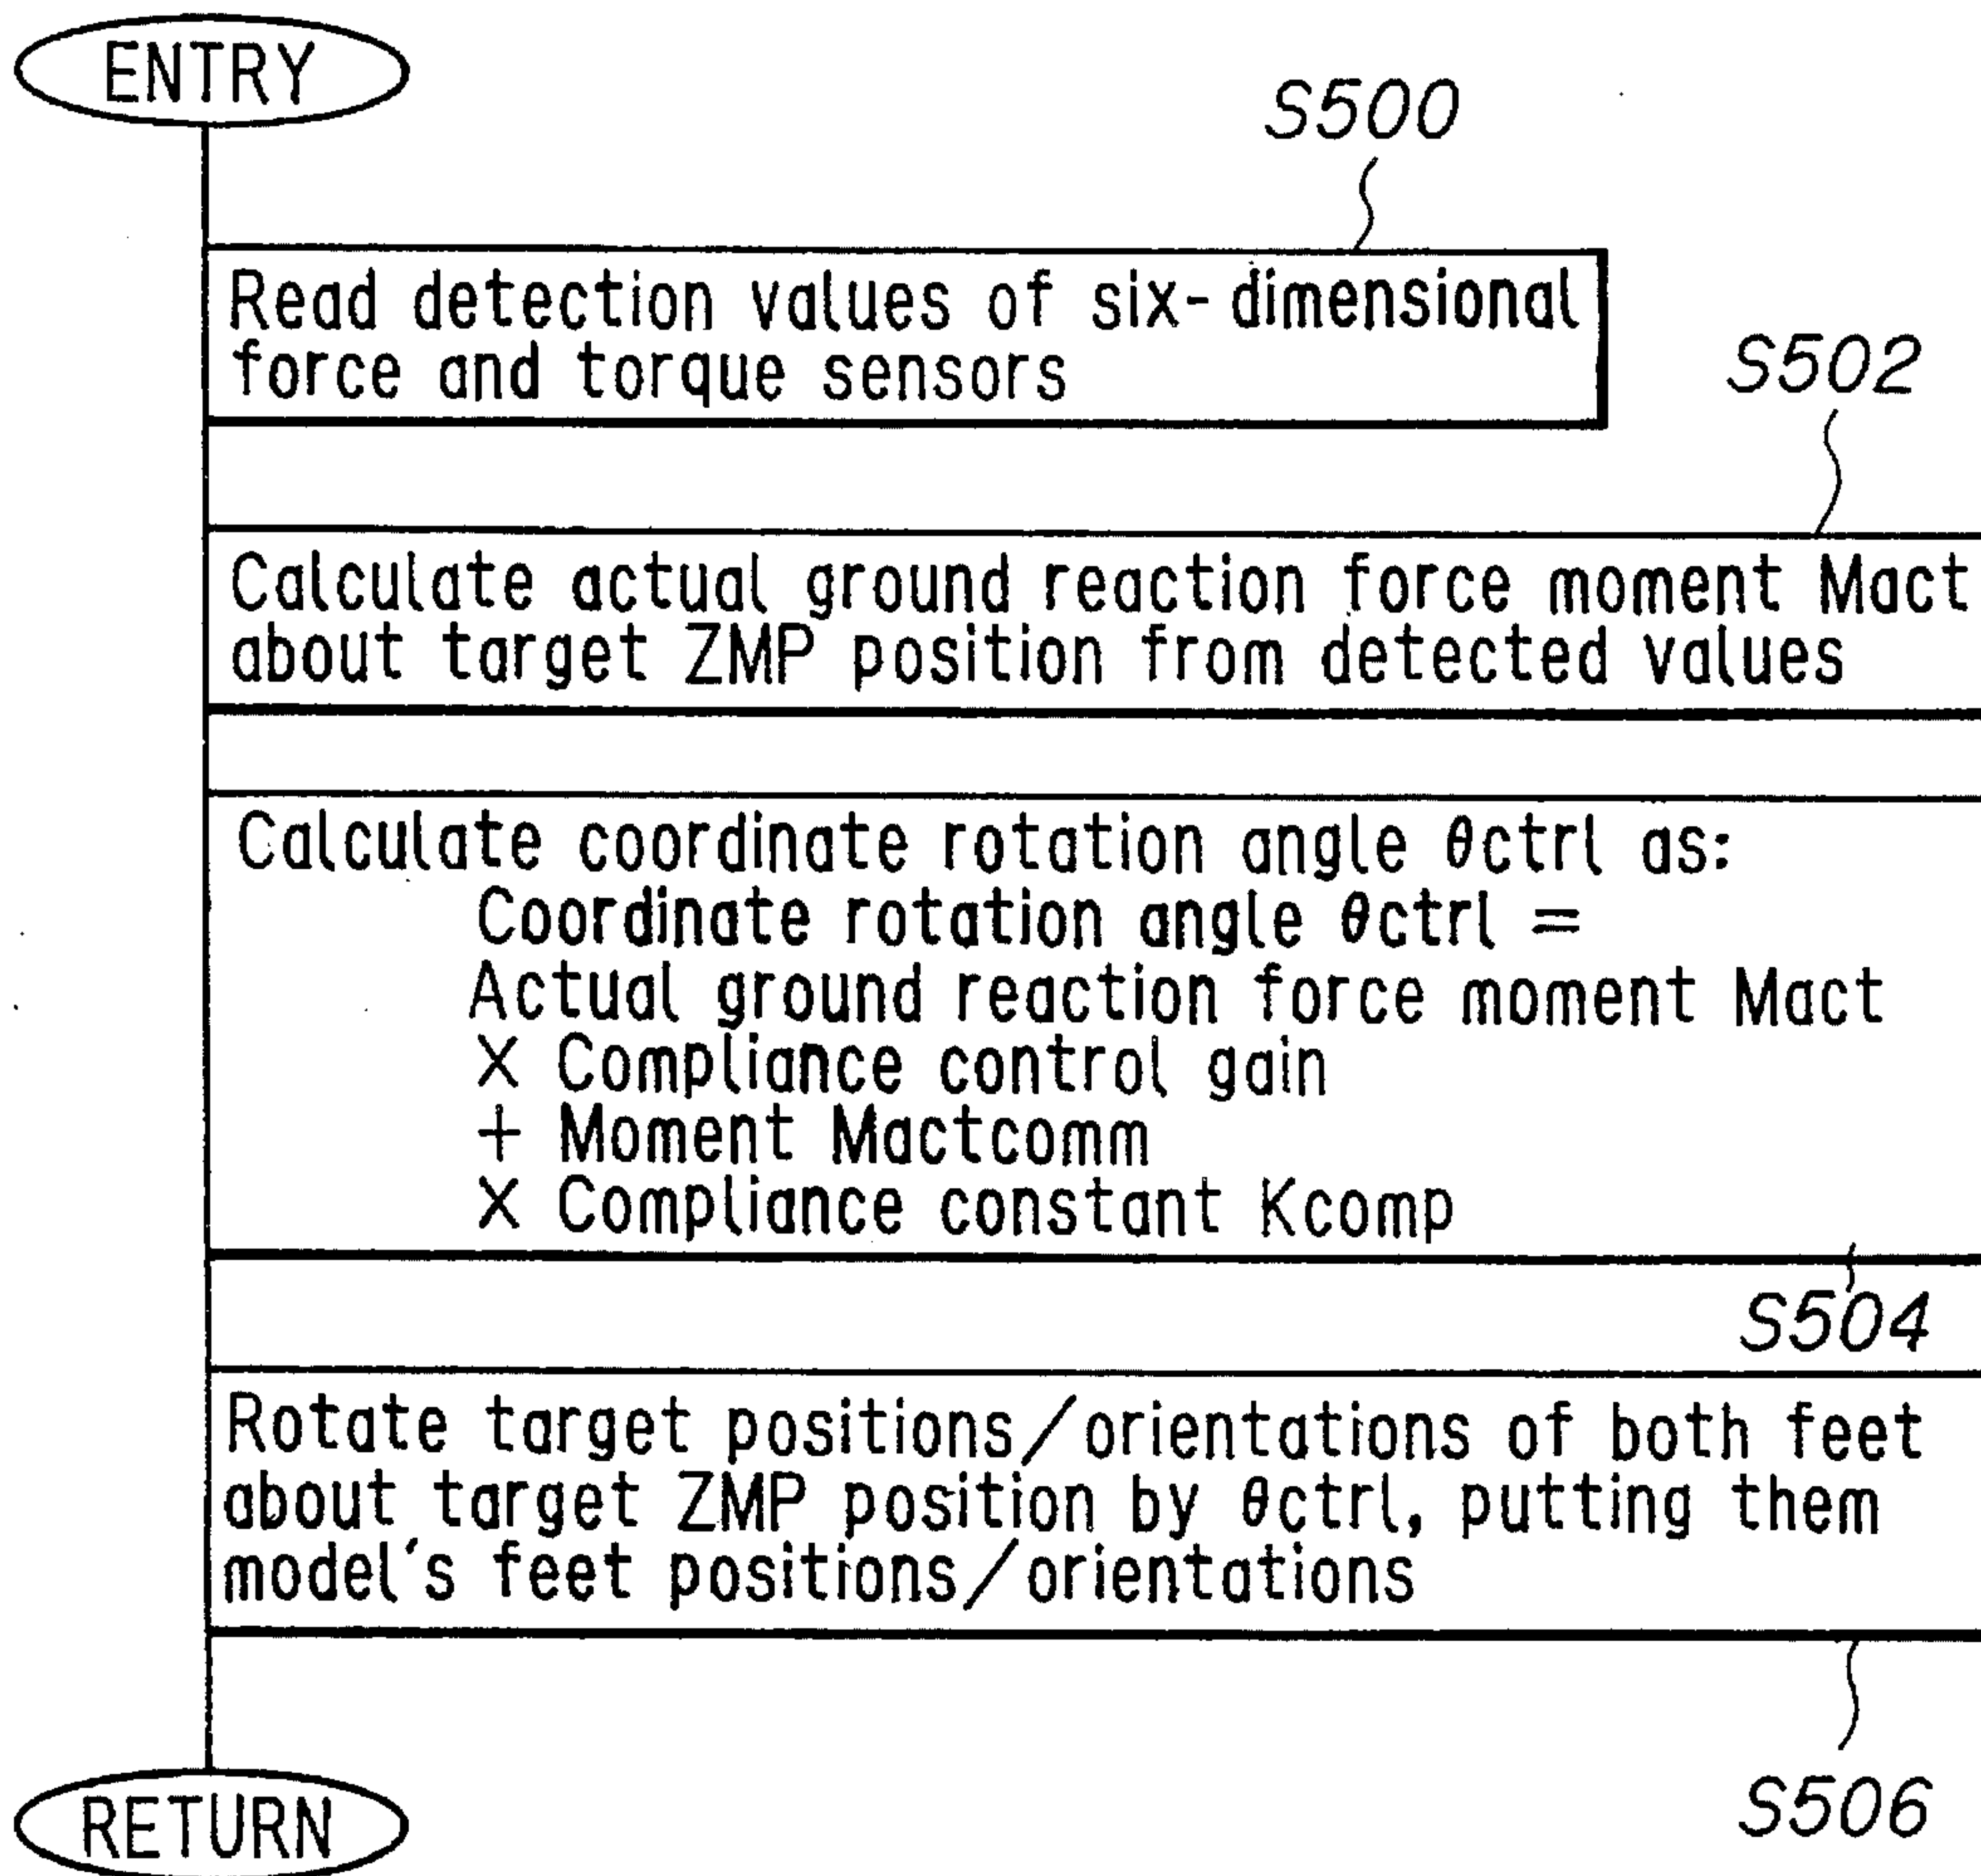 ENTRY
S500
Read detection values of six-dimensional
force and torque sensors
S502
Calculate actual ground reaction force moment Mact
about target ZMP position from detected values
Calculate coordinate rotation angle θctrl as:
Coordinate rotation angle θctrl =
Actual ground reaction force moment Mact
× Compliance control gain
+ Moment Mactcomm
× Compliance constant Kcomp
S504
Rotate target positions/orientations of both feet
about target ZMP position by θctrl, putting them
model's feet positions/orientations
S506
RETURN